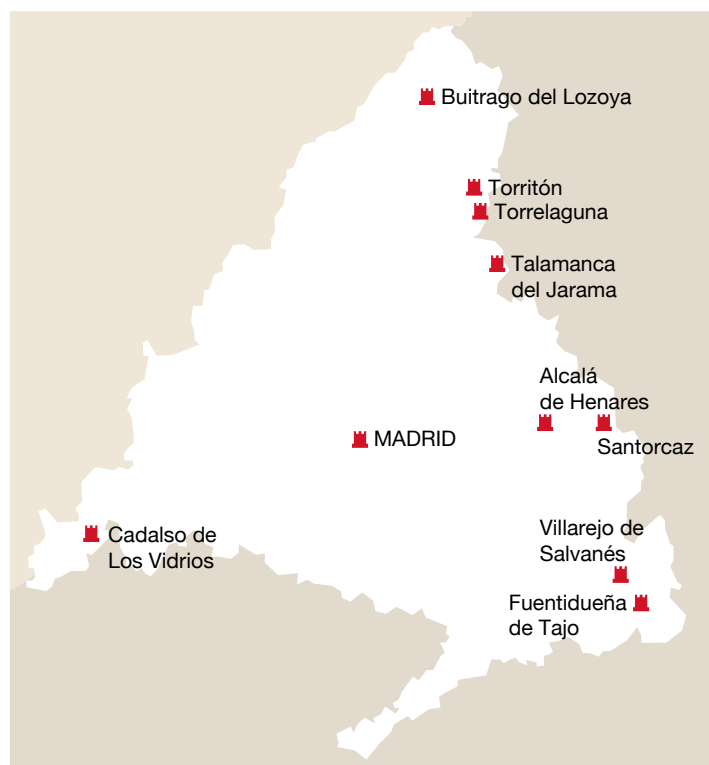 Buitrago del Lozoya
Torritón
Torrelaguna
Talamanca
del Jarama
Alcalá
de Henares
Santorcaz
MADRID
Cadalso de
Los Vidrios
Villarejo de
Salvanés
Fuentidueña
de Tajo